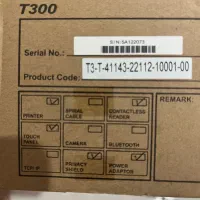 T300
S/N:SA122073
Serial No.:
T3-T-41143-22112-10001-00
Product Code:
PRINTER
SPIRAL CABLE
CONTACTLESS READER
REMARK:
TOUCH PANEL
CAMERA
BLUETOOTH
TCP-IP
PRIVACY SHIELD
POWER ADAPTOR